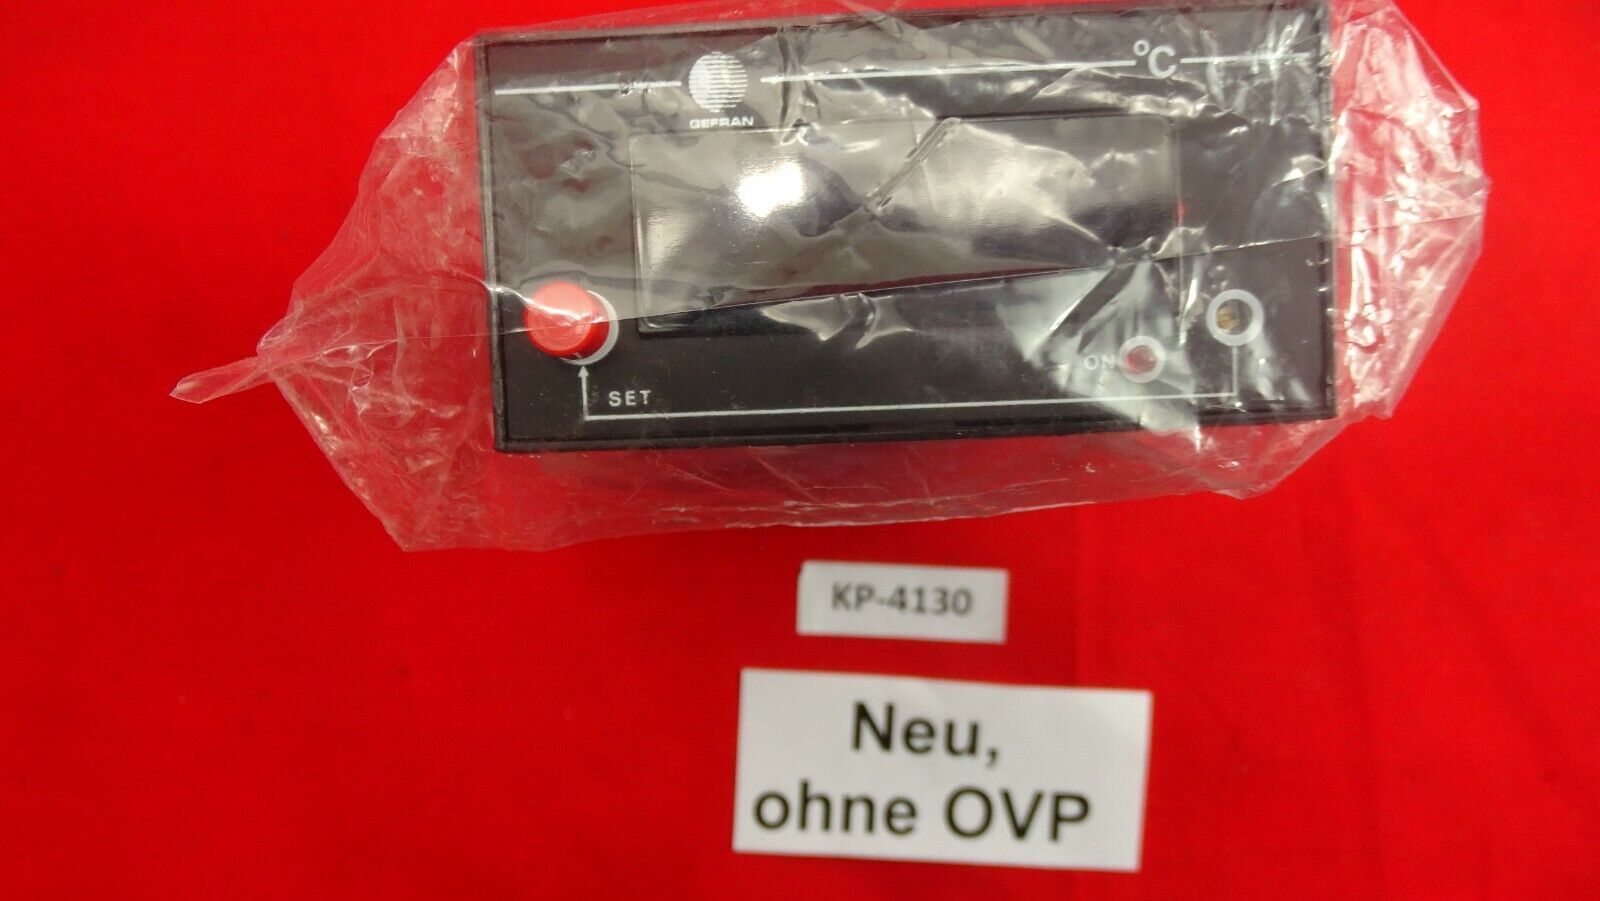 GEFRAN
°C
ON
SET
KP-4130
Neu,
ohne OVP